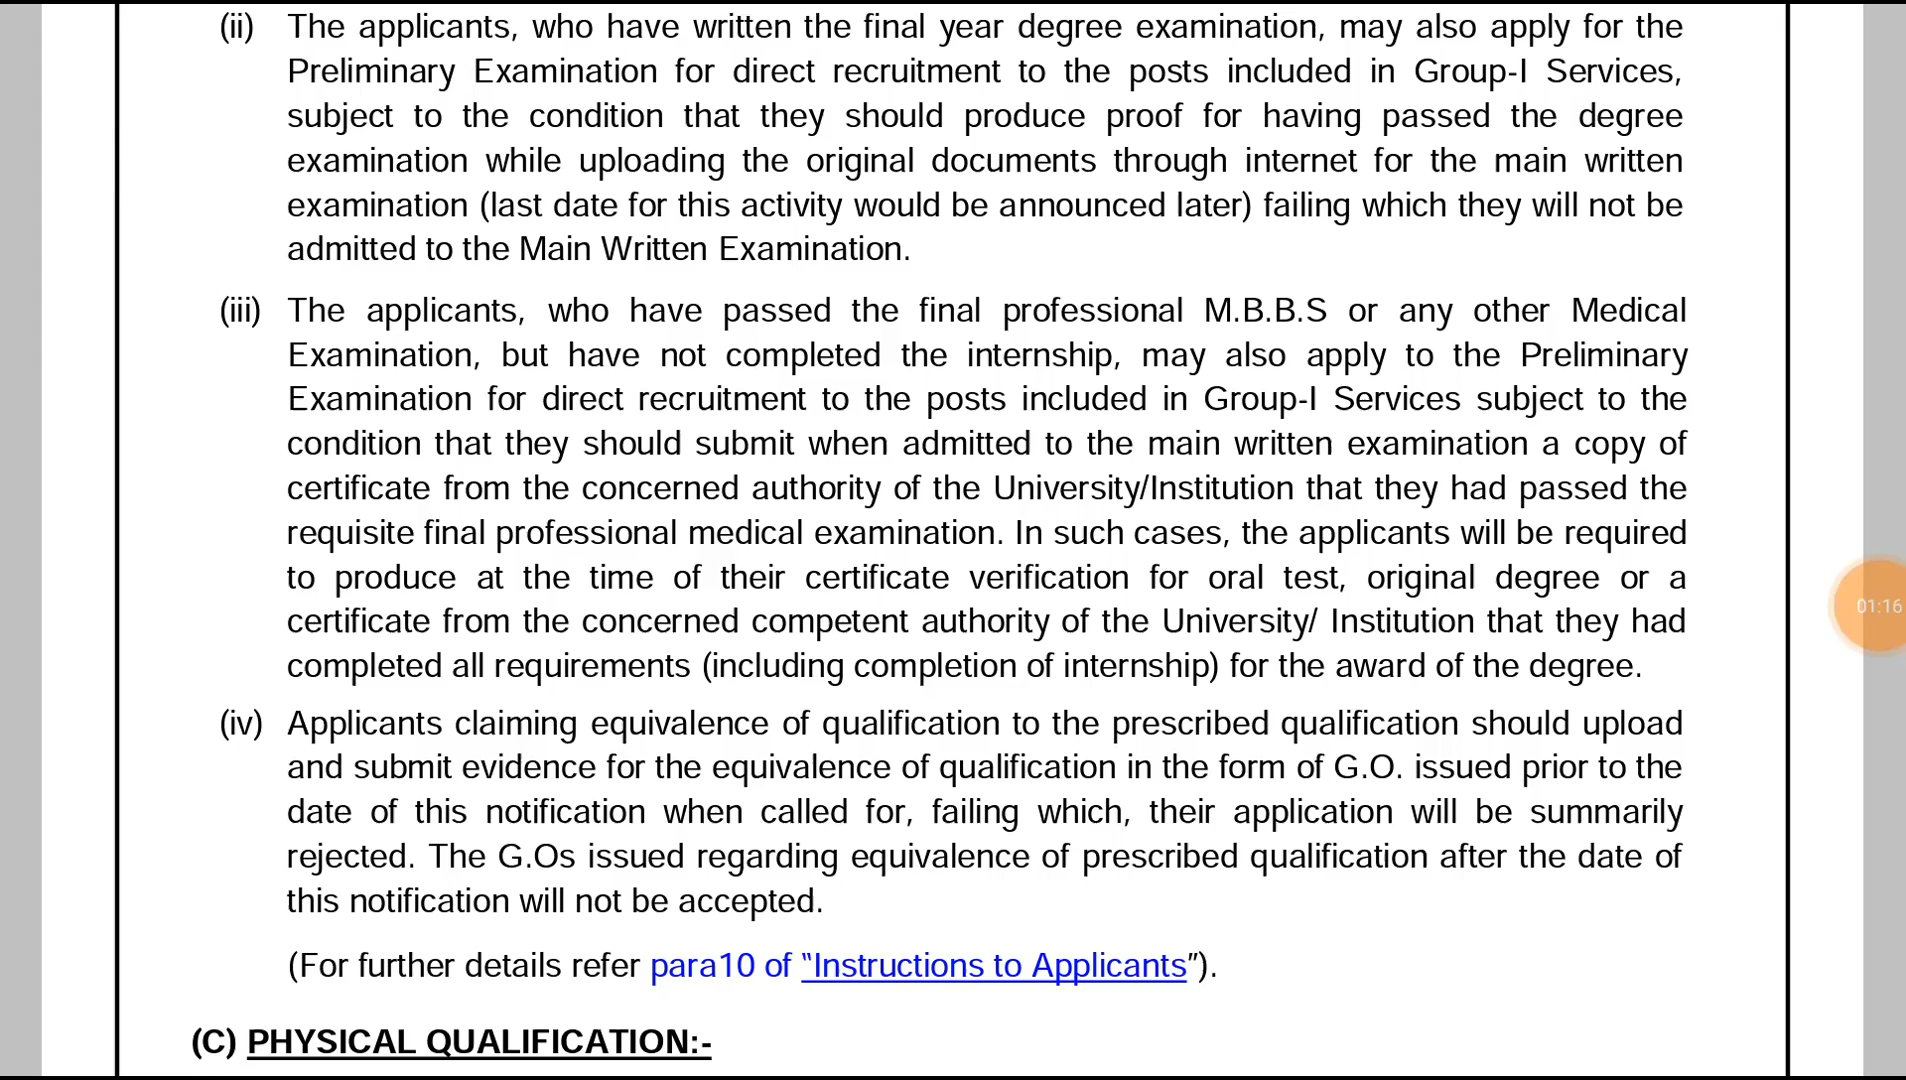 (ii) The applicants, who have written the final year degree examination, may also apply for the
Preliminary Examination for direct recruitment to the posts included in Group-I Services,
subject to the condition that they should produce proof for having passed the degree
examination while uploading the original documents through internet for the main written
examination (last date for this activity would be announced later) failing which they will not be
admitted to the Main Written Examination.
(iii) The applicants, who have passed the final professional M.B.B.S or any other Medical
Examination, but have not completed the internship, may also apply to the Preliminary
Examination for direct recruitment to the posts included in Group-I Services subject to the
condition that they should submit when admitted to the main written examination a copy of
certificate from the concerned authority of the University/Institution that they had passed the
requisite final professional medical examination. In such cases, the applicants will be required
to produce at the time of their certificate verification for oral test, original degree or a
certificate from the concerned competent authority of the University/ Institution that they had
completed all requirements (including completion of internship) for the award of the degree.
(iv) Applicants claiming equivalence of qualification to the prescribed qualification should upload
and submit evidence for the equivalence of qualification in the form of G.O. issued prior to the
date of this notification when called for, failing which, their application will be summarily
rejected. The G.Os issued regarding equivalence of prescribed qualification after the date of
this notification will not be accepted.
(For further details refer para10 of “Instructions to Applicants”).
(C) PHYSICAL QUALIFICATION:-
01:16